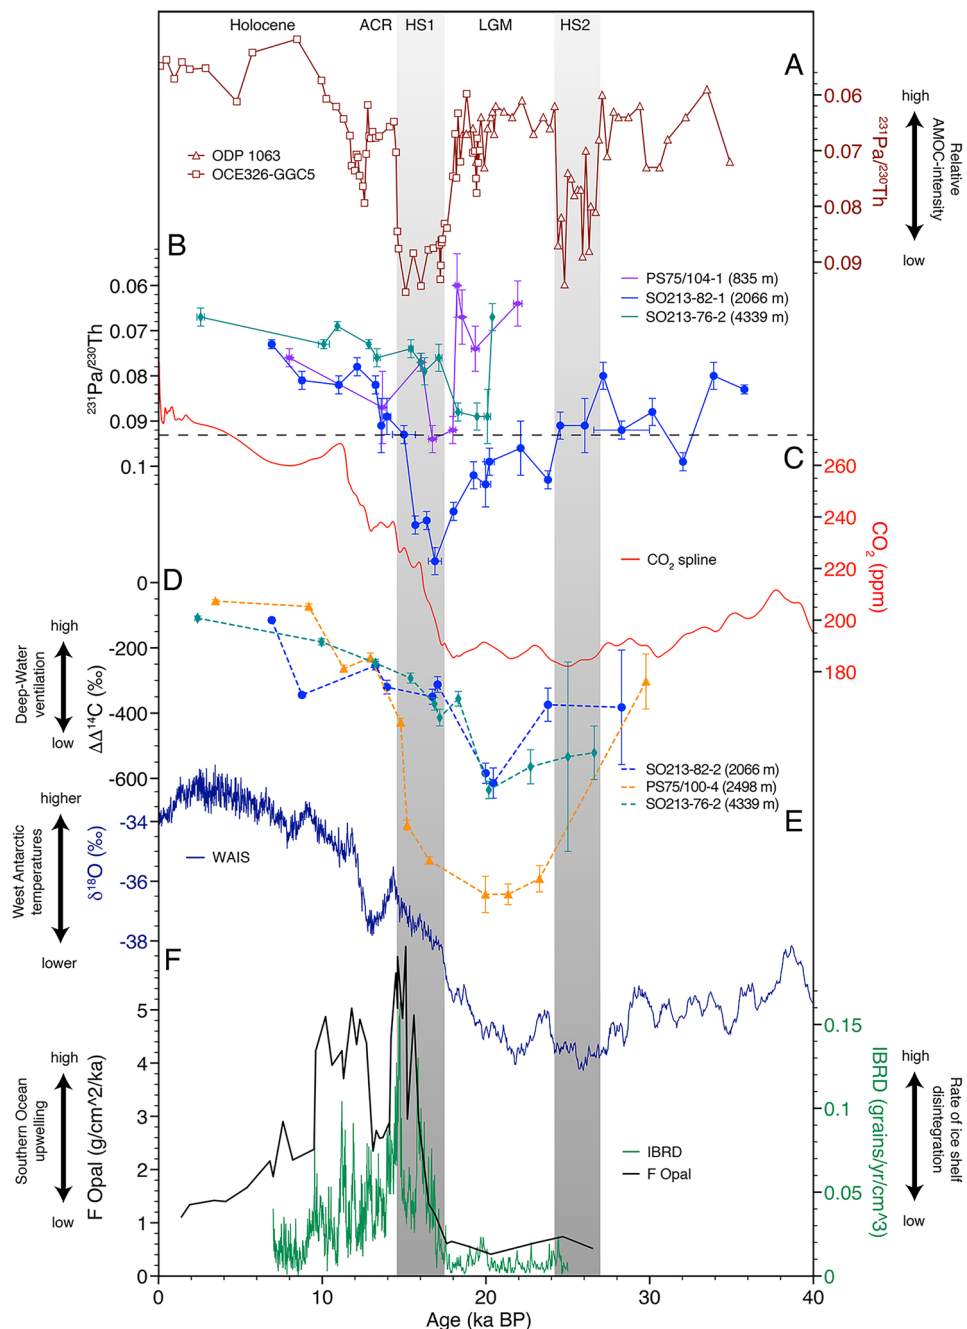 Holocene
ACR
HS1
LGM
HS2
A
0.06
0.07
0.08
0.09
231Pa/230Th
high
Relative
AMOC-intensity
low
ODP 1063
OCE326-GGC5
B
0.06
0.07
0.08
0.09
0.1
231Pa/230Th
PS75/104-1 (835 m)
SO213-82-1 (2066 m)
SO213-76-2 (4339 m)
C
260
240
220
200
180
CO2 (ppm)
CO2 spline
D
0
-200
-400
-600
ΔΔ14C (‰)
high
Deep-Water
ventilation
low
SO213-82-2 (2066 m)
PS75/100-4 (2498 m)
SO213-76-2 (4339 m)
E
-34
-36
-38
δ18O (‰)
higher
West Antarctic
temperatures
lower
WAIS
F
5
4
3
2
1
0
F Opal (g/cm^2/ka)
high
Southern Ocean
upwelling
low
0.15
0.1
0.05
0
IBRD (grains/yr/cm^3)
high
Rate of ice shelf
disintegration
low
IBRD
F Opal
0
10
20
30
40
Age (ka BP)